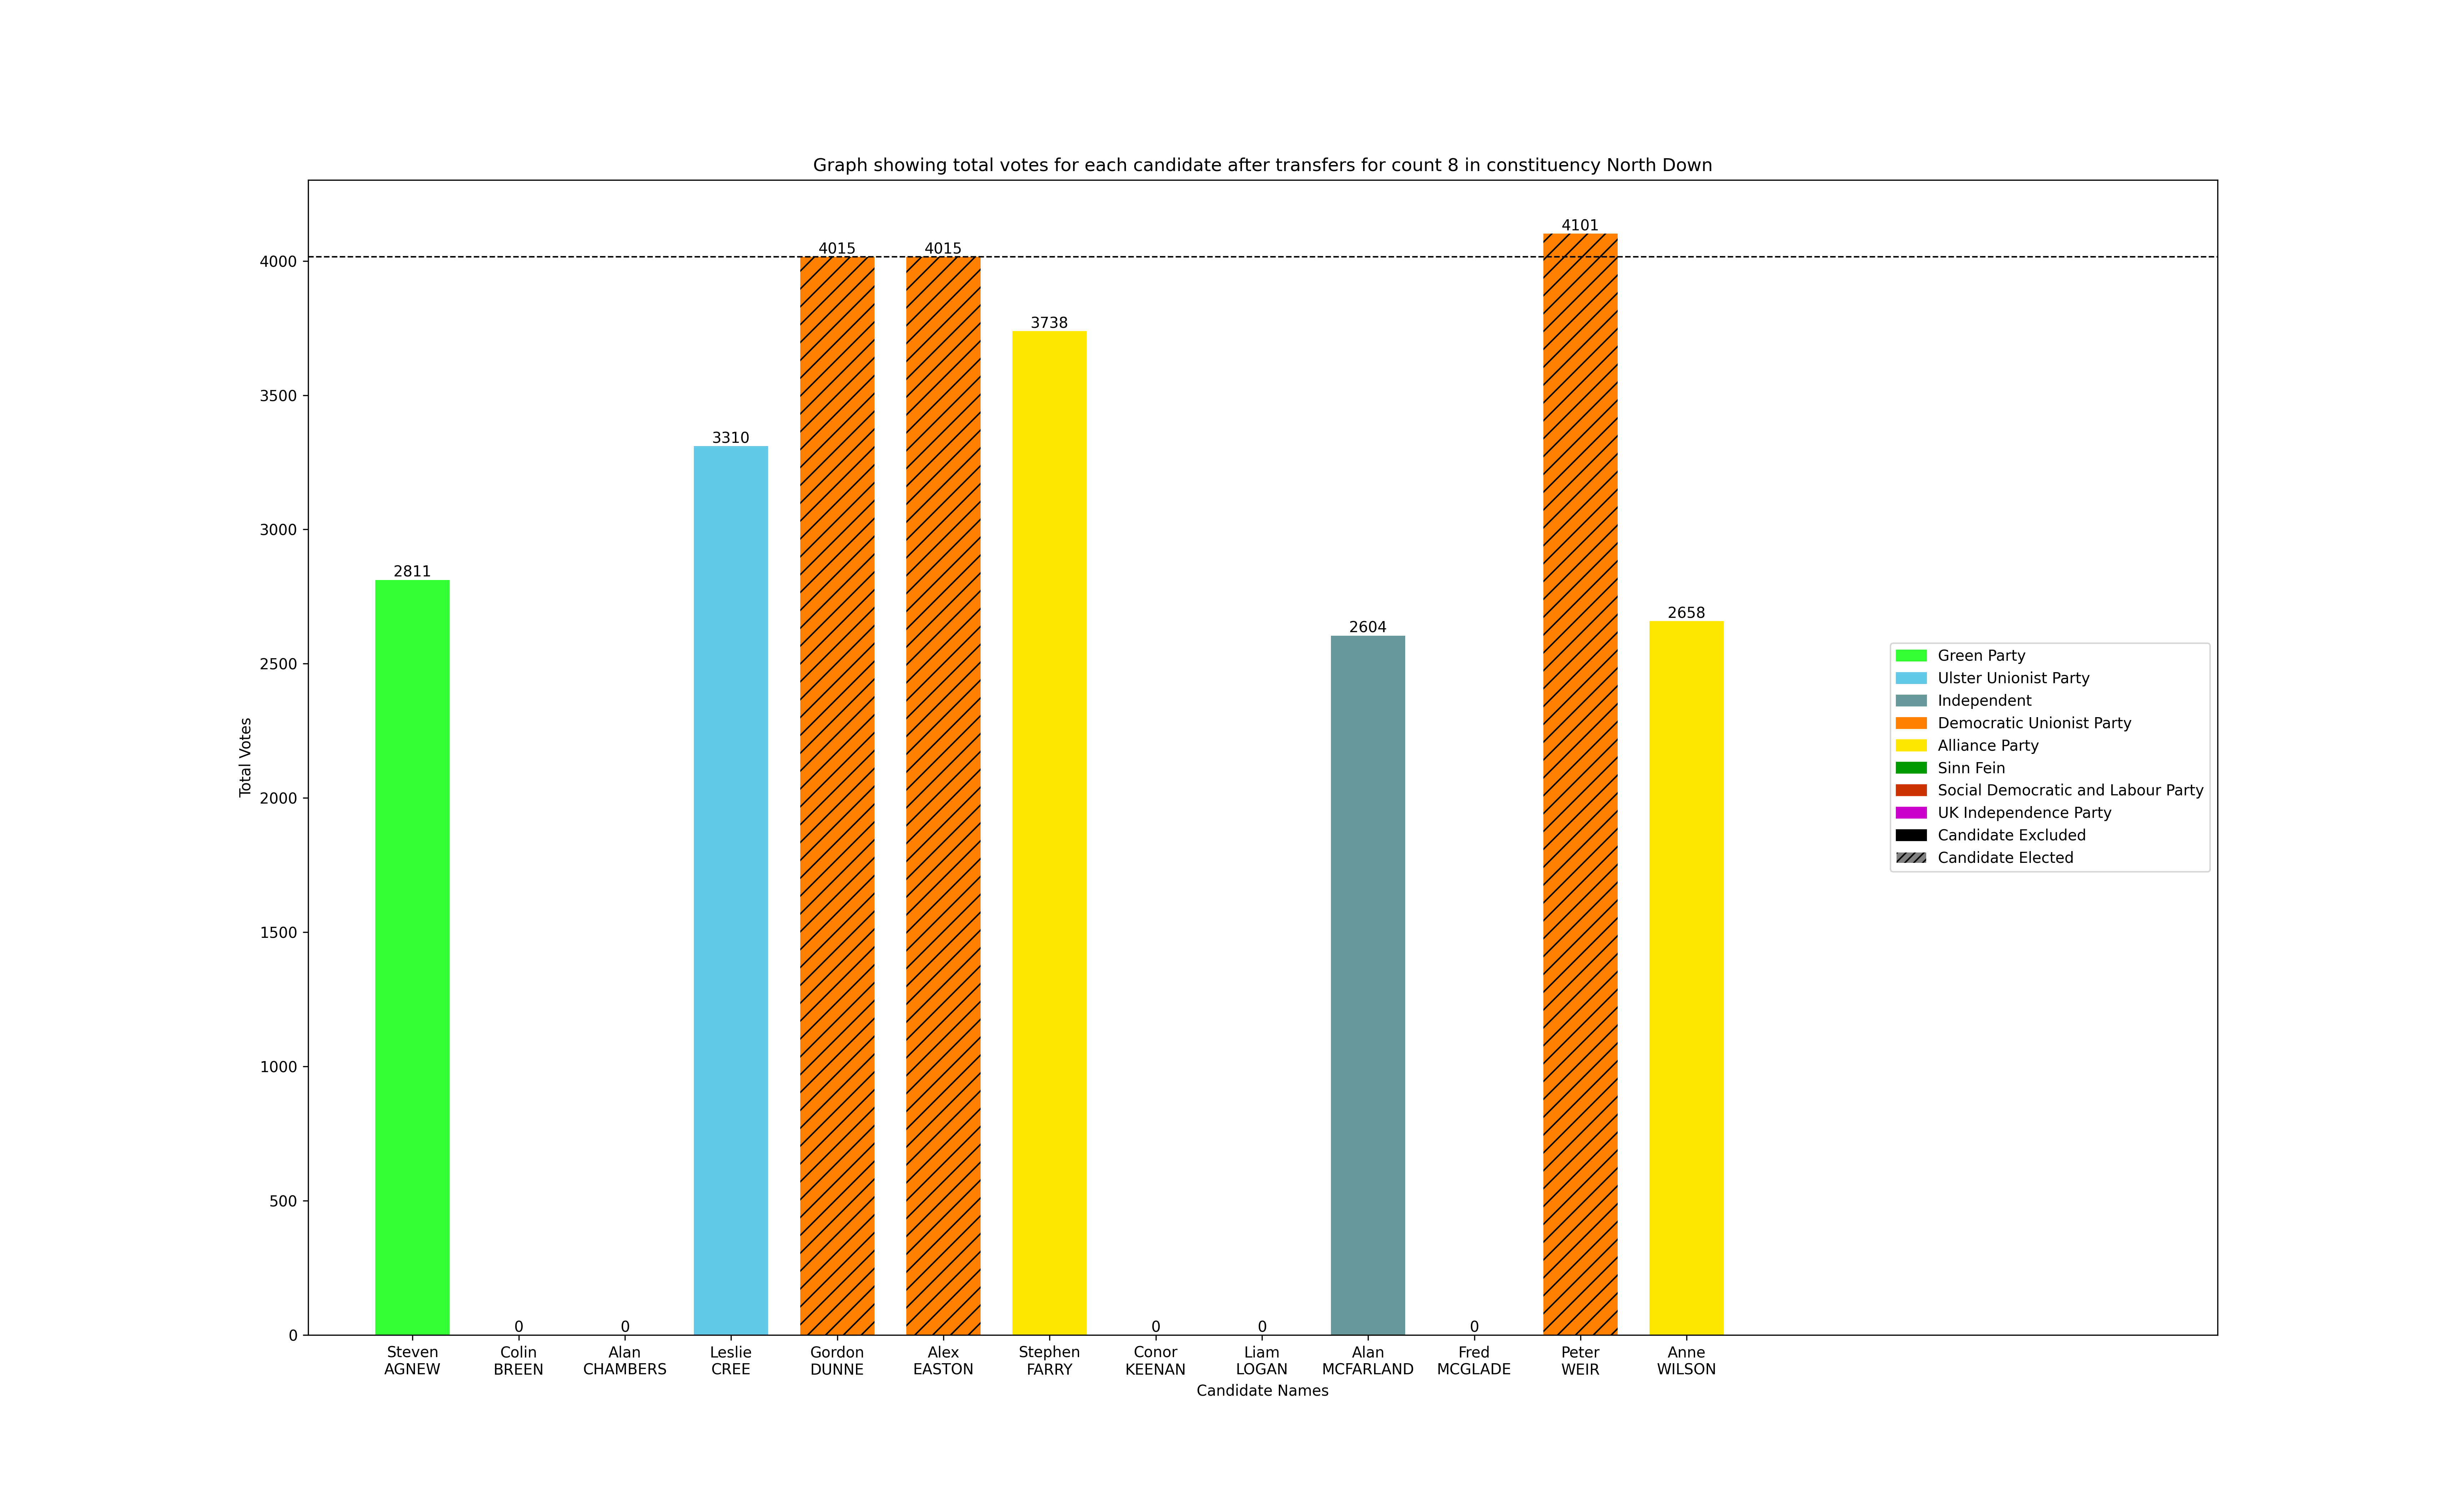 Graph showing total votes for each candidate after transfers for count 8 in constituency North Down
Total Votes
4000
3500
3000
2500
2000
1500
1000
500
0
2811
0
0
3310
4015
4015
3738
0
0
2604
0
4101
2658
Steven
AGNEW
Colin
BREEN
Alan
CHAMBERS
Leslie
CREE
Gordon
DUNNE
Alex
EASTON
Stephen
FARRY
Conor
KEENAN
Liam
LOGAN
Alan
MCFARLAND
Fred
MCGLADE
Peter
WEIR
Anne
WILSON
Candidate Names
Green Party
Ulster Unionist Party
Independent
Democratic Unionist Party
Alliance Party
Sinn Fein
Social Democratic and Labour Party
UK Independence Party
Candidate Excluded
Candidate Elected